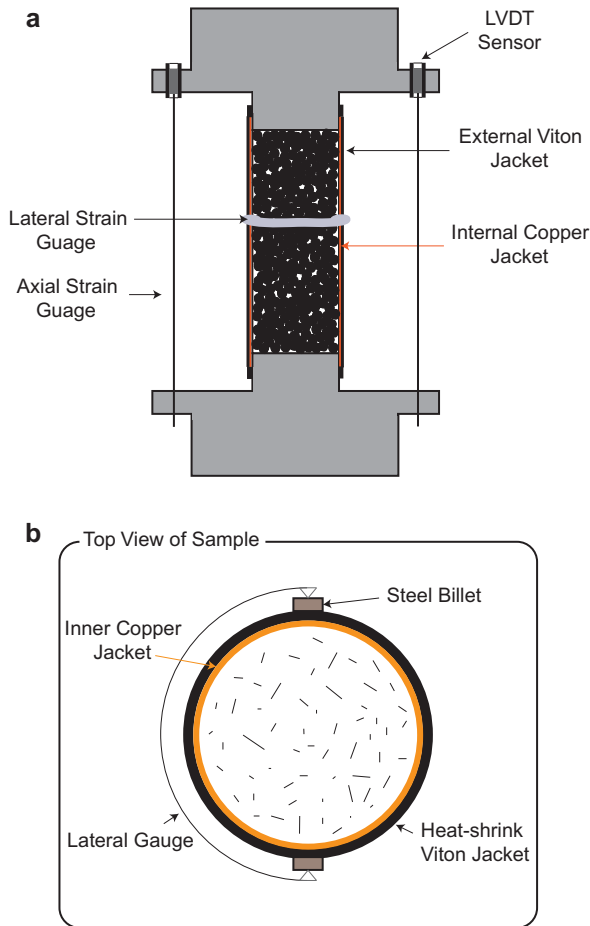 a
LVDT
Sensor
External Viton
Jacket
Lateral Strain
Guage
Internal Copper
Jacket
Axial Strain
Guage
b
Top View of Sample
Steel Billet
Inner Copper
Jacket
Lateral Gauge
Heat-shrink
Viton Jacket